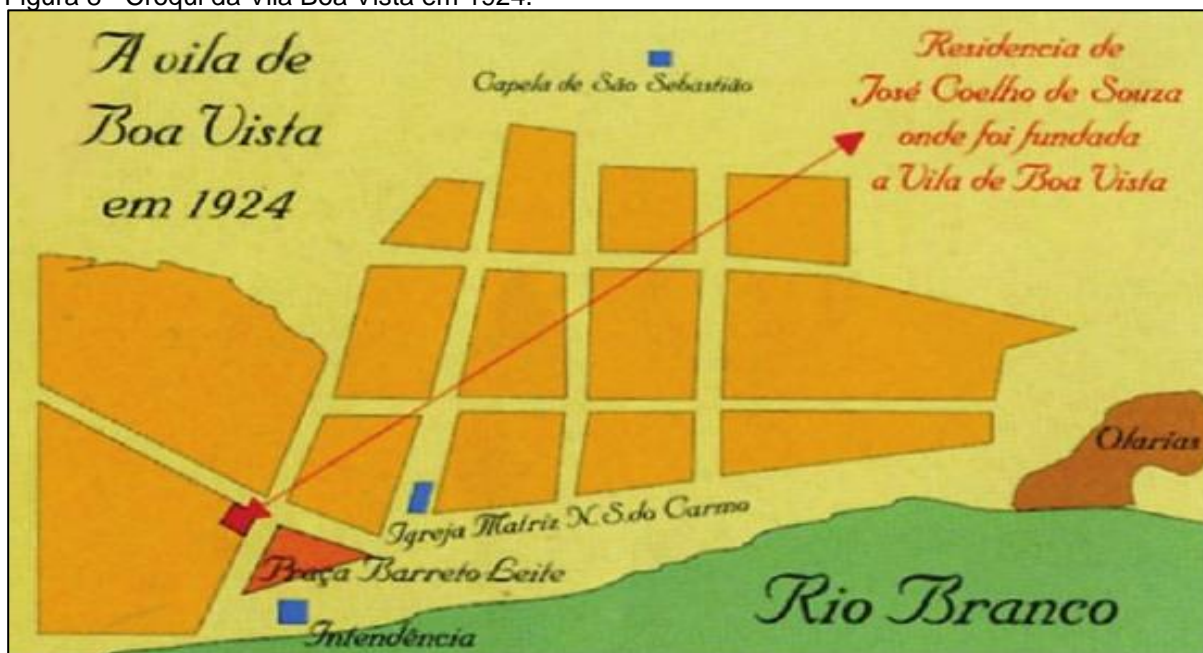 Figura 8 - Croqui da Vila Boa Vista em 1924.
A vila de
Boa Vista
em 1924
Capela de São Sebastião
Residencia de
José Coelho de Souza
onde foi fundada
a Vila de Boa Vista
Olarias
Igreja Matriz N. S. do Carmo
Praça Barreto Leite
Intendência
Rio Branco